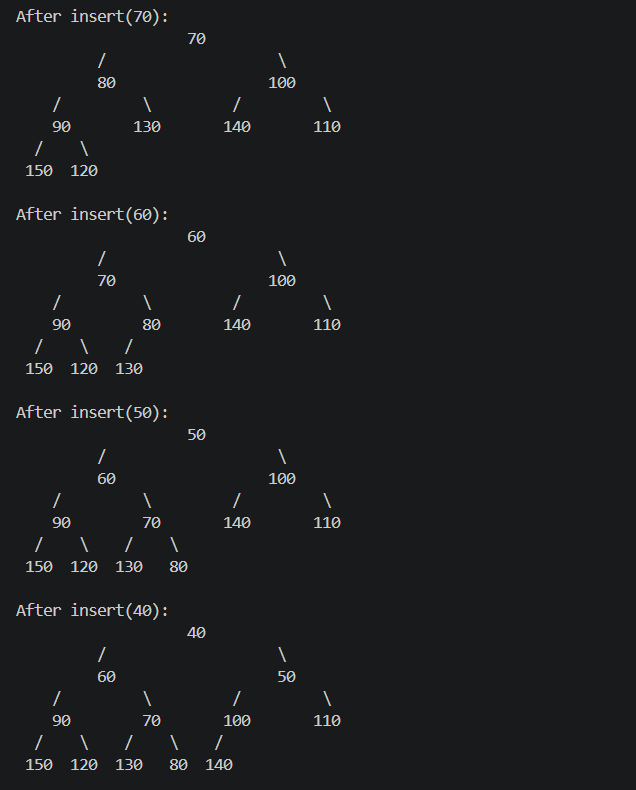 After insert(70):
70
/ \
80 100
/ \ / \
90 130 140 110
/ \
150 120
After insert(60):
60
/ \
70 100
/ \ / \
90 80 140 110
/ \ /
150 120 130
After insert(50):
50
/ \
60 100
/ \ / \
90 70 140 110
/ \ / \
150 120 130 80
After insert(40):
40
/ \
60 50
/ \ / \
90 70 100 110
/ \ / \ /
150 120 130 80 140